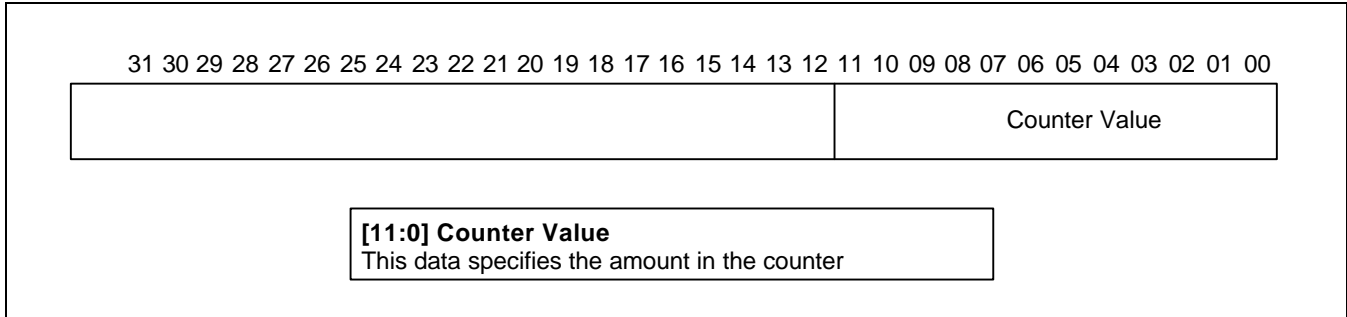 31 30 29 28 27 26 25 24 23 22 21 20 19 18 17 16 15 14 13 12 11 10 09 08 07 06 05 04 03 02 01 00
Counter Value
[11:0] Counter Value
This data specifies the amount in the counter